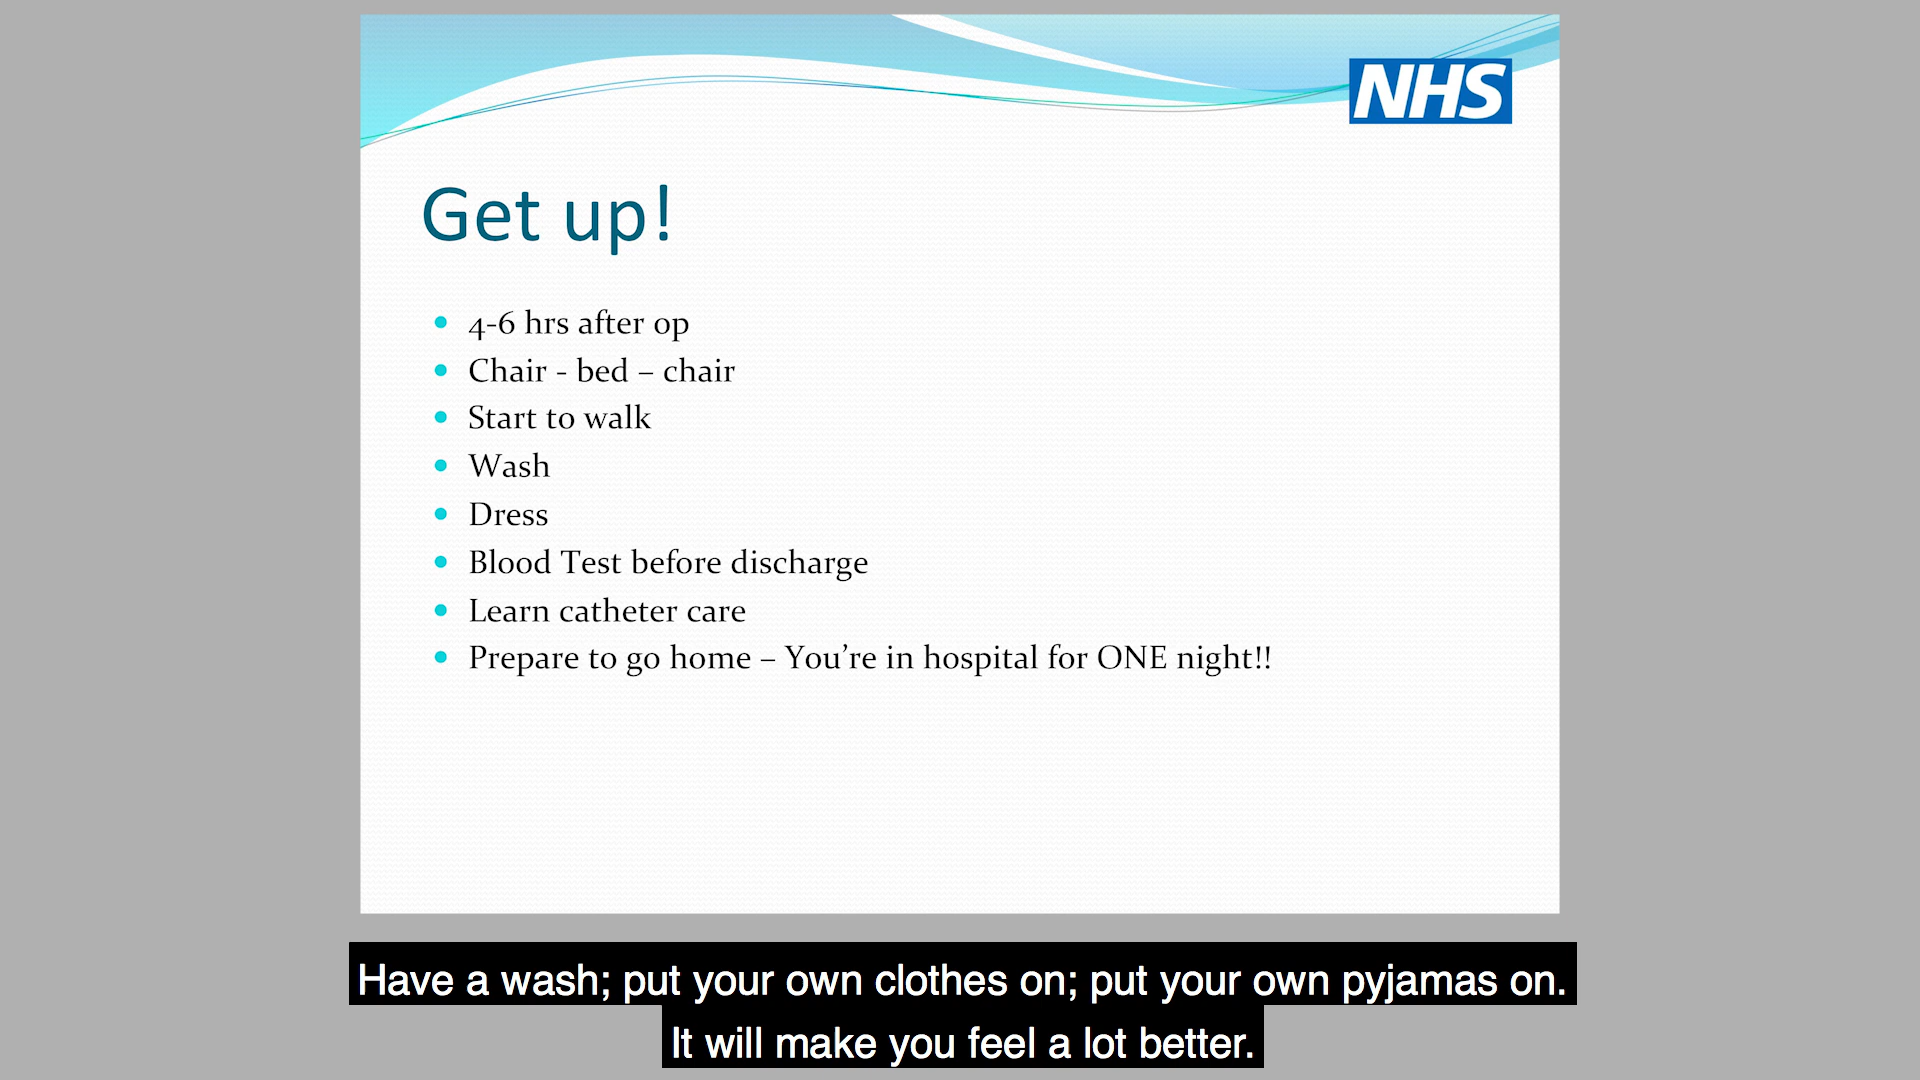 NHS
Get up!
• 4-6 hrs after op
• Chair - bed – chair
• Start to walk
• Wash
• Dress
• Blood Test before discharge
• Learn catheter care
• Prepare to go home – You’re in hospital for ONE night!!
Have a wash; put your own clothes on; put your own pyjamas on.
It will make you feel a lot better.